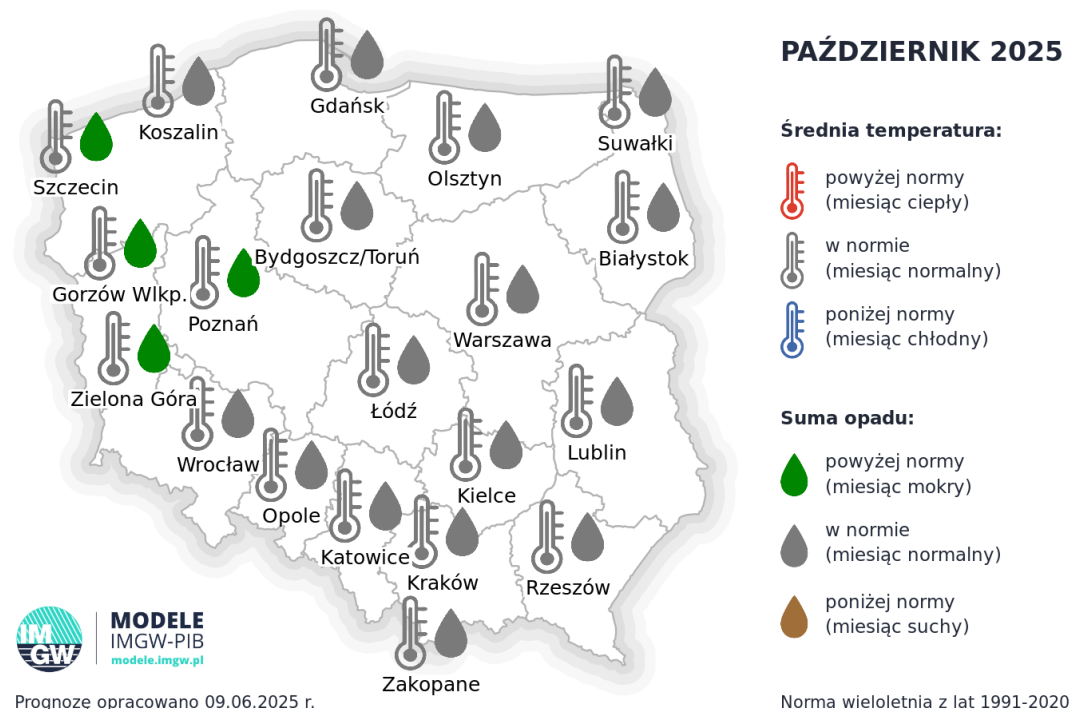 PAŹDZIERNIK 2025
Gdańsk
Koszalin
Suwałki
Olsztyn
Szczecin
Bydgoszcz/Toruń
Białystok
Gorzów Wlkp.
Poznań
Warszawa
Zielona Góra
Łódź
Lublin
Wrocław
Kielce
Opole
Katowice
Kraków
Rzeszów
Zakopane
Średnia temperatura:
powyżej normy
(miesiąc ciepły)
w normie
(miesiąc normalny)
poniżej normy
(miesiąc chłodny)
Suma opadu:
powyżej normy
(miesiąc mokry)
w normie
(miesiąc normalny)
poniżej normy
(miesiąc suchy)
IM
GW
MODELE
IMGW-PIB
modele.imgw.pl
Prognozę opracowano 09.06.2025 r.
Norma wieloletnia z lat 1991-2020